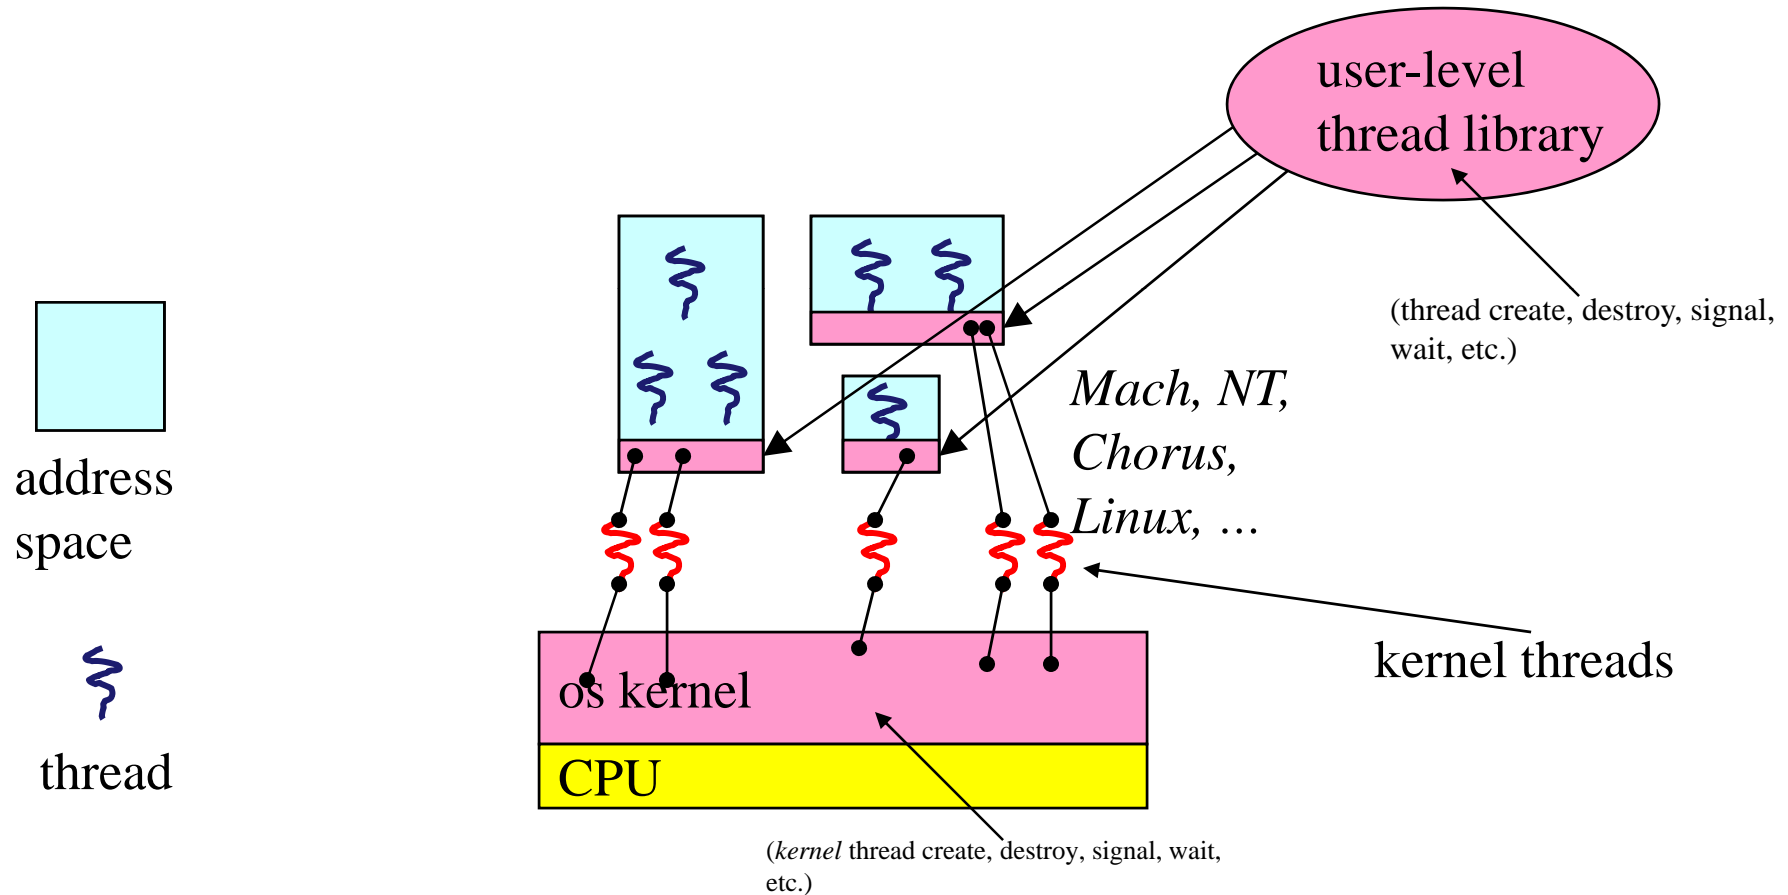 user-level
thread library
(thread create, destroy, signal,
wait, etc.)
Mach, NT,
Chorus,
Linux, ...
address
space
kernel threads
os kernel
thread
CPU
(kernel thread create, destroy, signal, wait,
etc.)